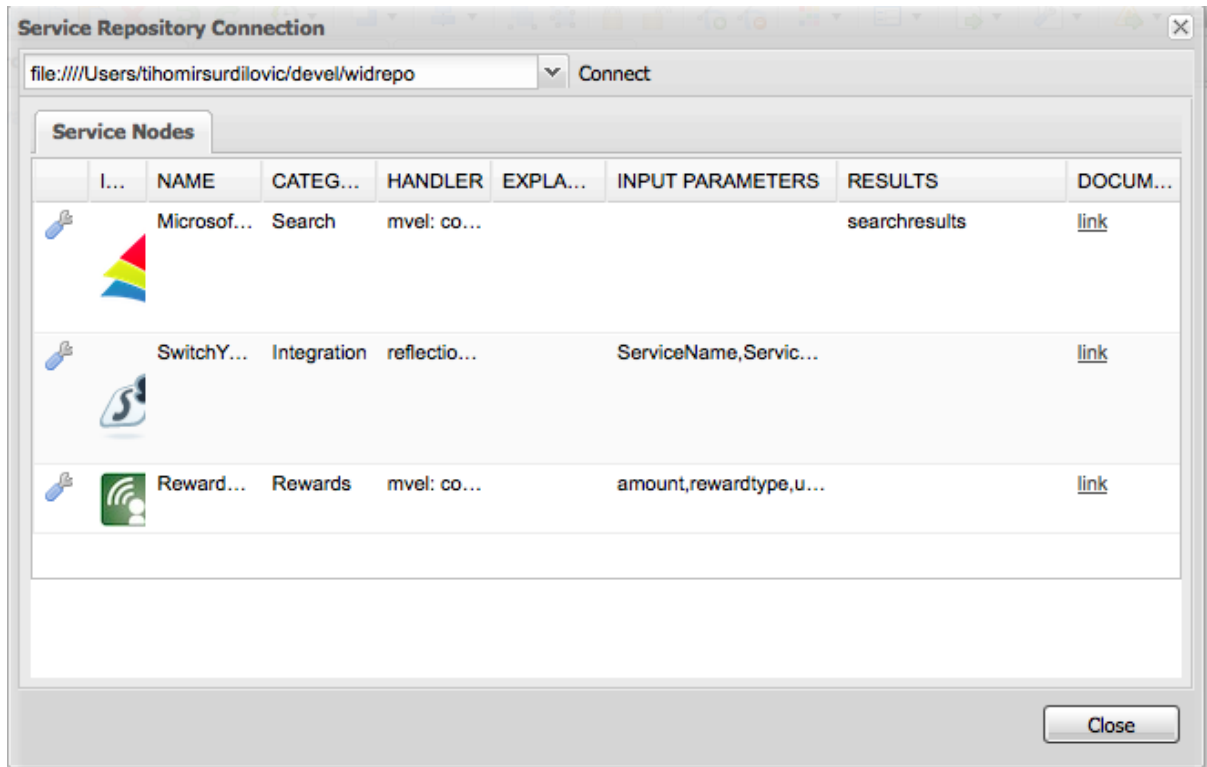 Service Repository Connection
file:////Users/tihomirsurdilovic/devel/widrepo Connect
Service Nodes
I... NAME CATEG... HANDLER EXPLA... INPUT PARAMETERS RESULTS DOCUM...
Microsof... Search mvel: co... searchresults link
SwitchY... Integration reflectio... ServiceName,Servic... link
S
Reward... Rewards mvel: co... amount,rewardtype,u... link
Close